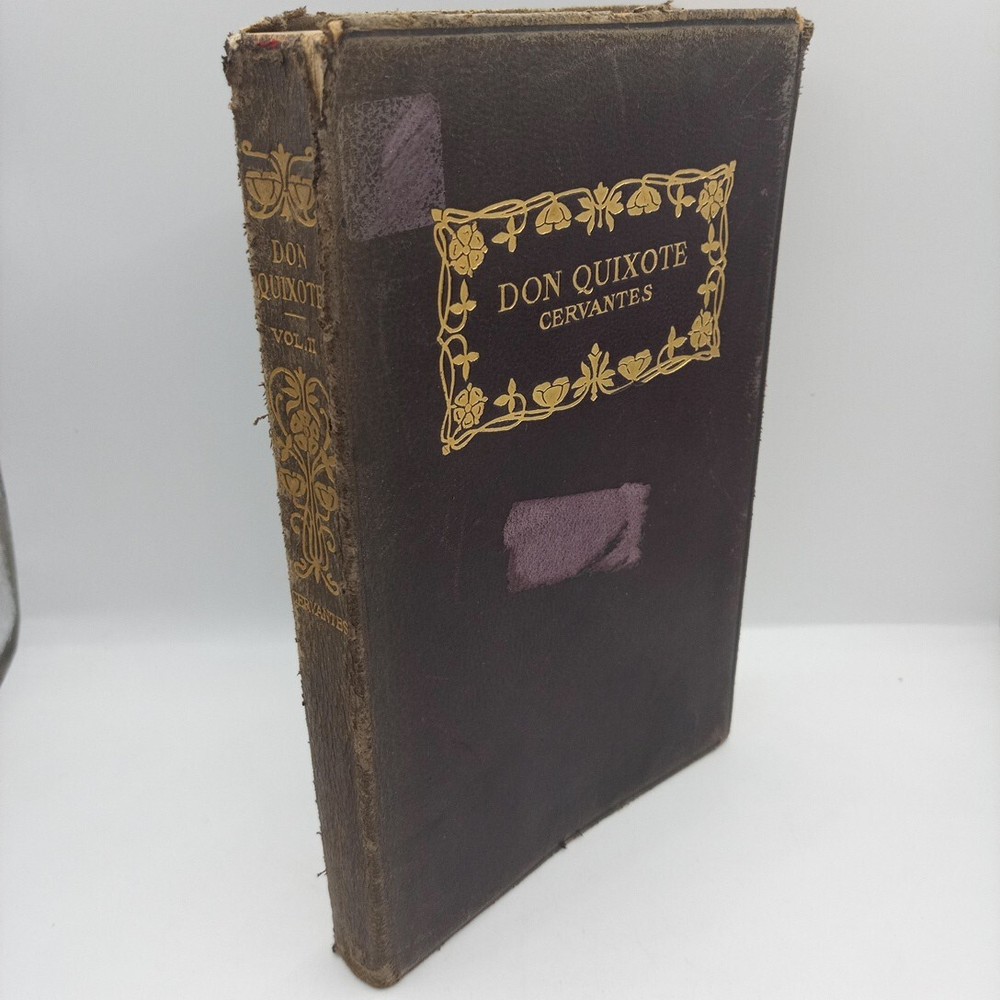 DON
QUIXOTE
VOL. II
CERVANTES
DON QUIXOTE
CERVANTES